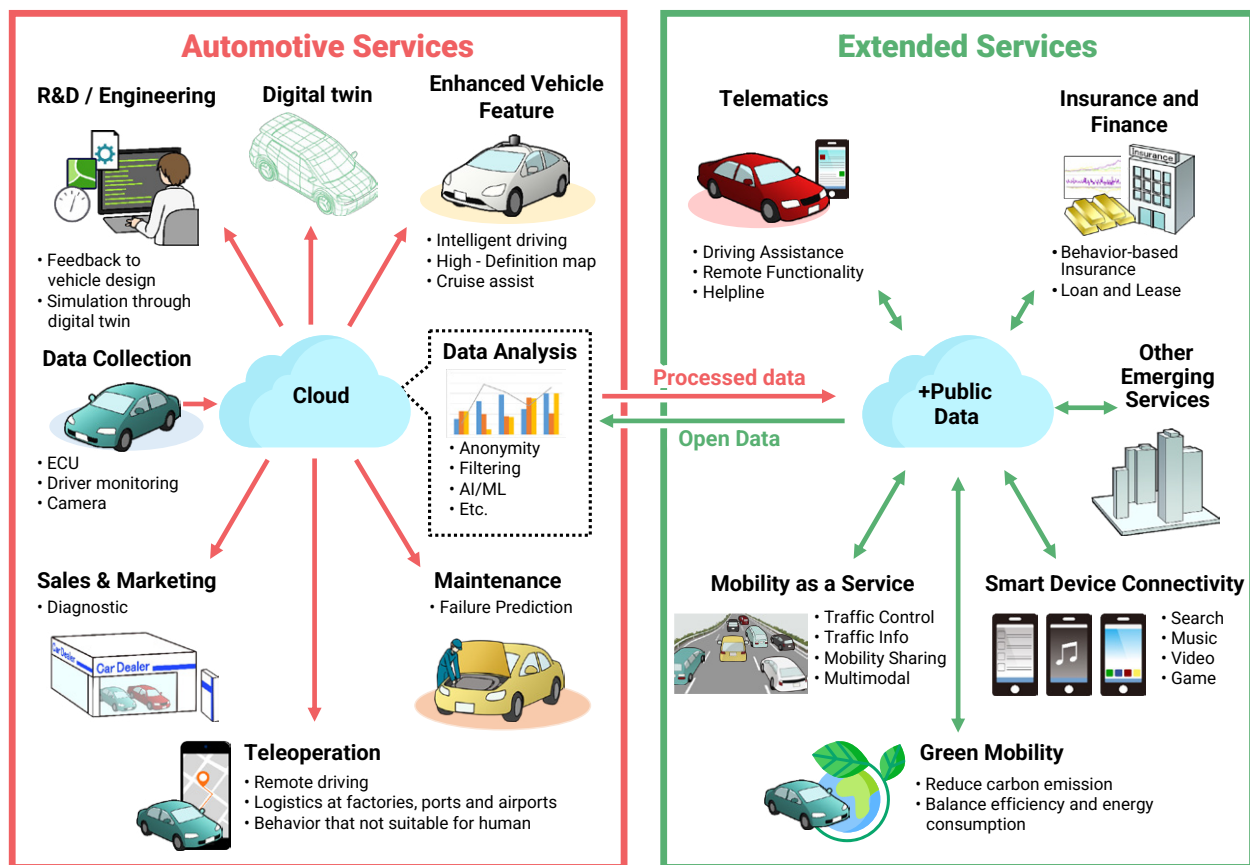 Automotive Services
R&D / Engineering
• Feedback to
vehicle design
• Simulation through
digital twin
Digital twin
Enhanced Vehicle
Feature
• Intelligent driving
• High - Definition map
• Cruise assist
Data Collection
• ECU
• Driver monitoring
• Camera
Cloud
Data Analysis
• Anonymity
• Filtering
• AI/ML
• Etc.
Sales & Marketing
• Diagnostic
Car Dealer
Car Dealer
Maintenance
• Failure Prediction
Teleoperation
• Remote driving
• Logistics at factories, ports and airports
• Behavior that not suitable for human
Processed data
Open Data
Extended Services
Telematics
• Driving Assistance
• Remote Functionality
• Helpline
Insurance and
Finance
Insurance
• Behavior-based
Insurance
• Loan and Lease
+Public
Data
Other
Emerging
Services
Mobility as a Service
• Traffic Control
• Traffic Info
• Mobility Sharing
• Multimodal
Smart Device Connectivity
• Search
• Music
• Video
• Game
Green Mobility
• Reduce carbon emission
• Balance efficiency and energy
consumption